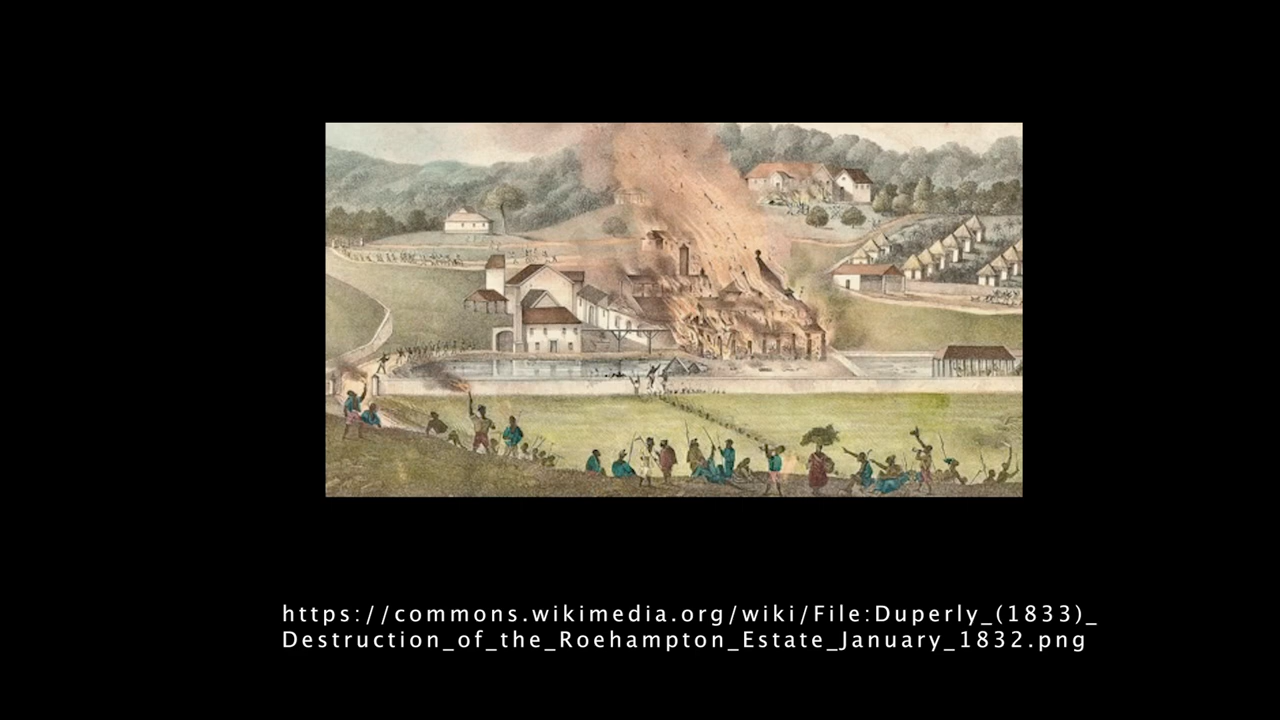 https://commons.wikimedia.org/wiki/File:Duperly_(1833)_
Destruction_of_the_Roehampton_Estate_January_1832.png